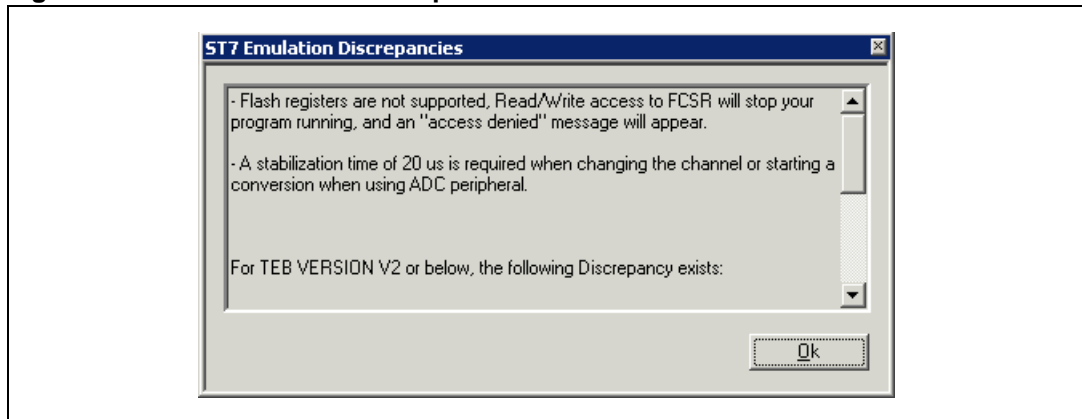 ST7 Emulation Discrepancies
- Flash registers are not supported, Read/Write access to FCSR will stop your
program running, and an "access denied" message will appear.
- A stabilization time of 20 us is required when changing the channel or starting a
conversion when using ADC peripheral.
For TEB VERSION V2 or below, the following Discrepancy exists:
Ok